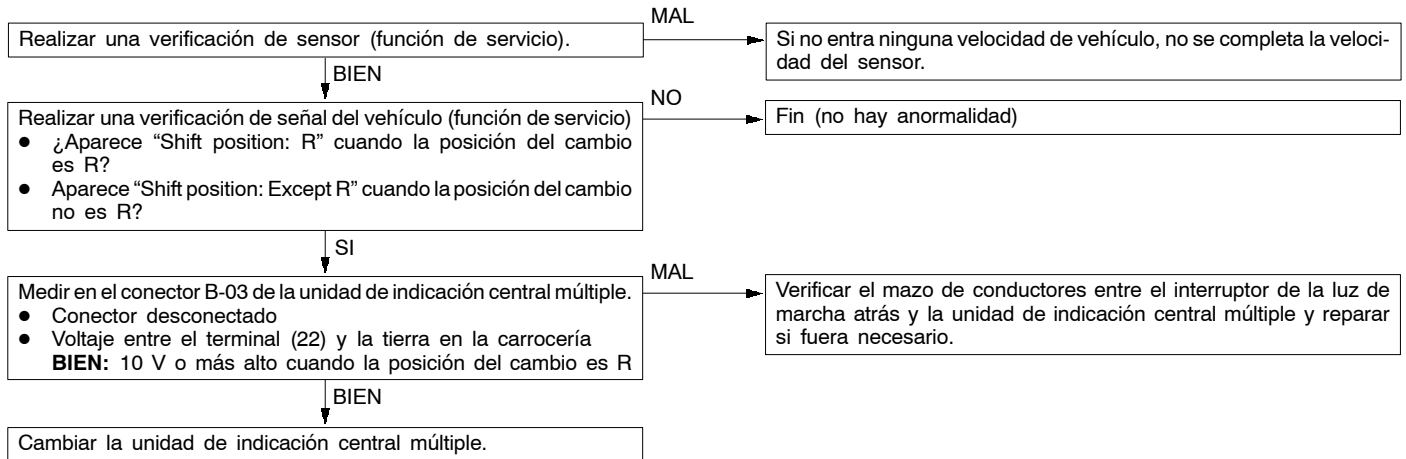 MAL
Realizar una verificación de sensor (función de servicio).
Si no entra ninguna velocidad de vehículo, no se completa la veloci-
dad del sensor.
BIEN
Realizar una verificación de señal del vehículo (función de servicio)
● ¿Aparece “Shift position: R” cuando la posición del cambio
es R?
● Aparece “Shift position: Except R” cuando la posición del cambio
no es R?
NO
Fin (no hay anormalidad)
SI
Medir en el conector B-03 de la unidad de indicación central múltiple.
● Conector desconectado
● Voltaje entre el terminal (22) y la tierra en la carrocería
BIEN: 10 V o más alto cuando la posición del cambio es R
MAL
Verificar el mazo de conductores entre el interruptor de la luz de
marcha atrás y la unidad de indicación central múltiple y reparar
si fuera necesario.
BIEN
Cambiar la unidad de indicación central múltiple.